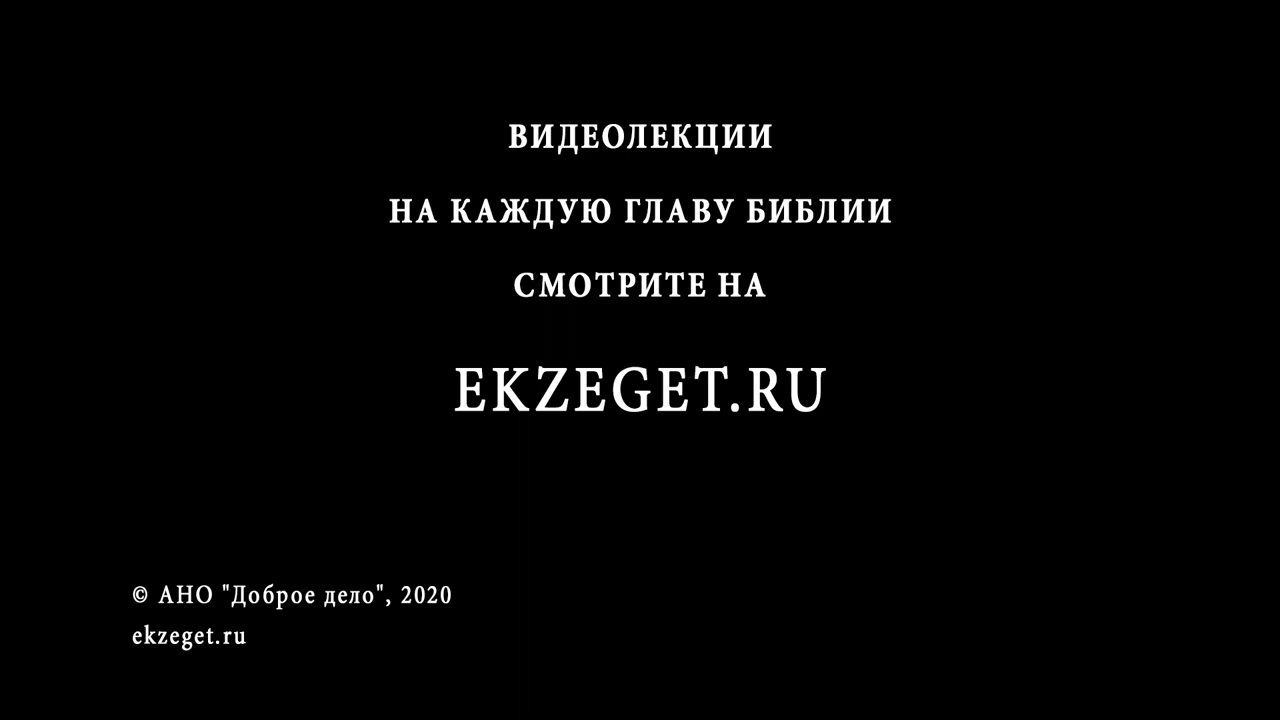 ВИДЕОЛЕКЦИИ
НА КАЖДУЮ ГЛАВУ БИБЛИИ
СМОТРИТЕ НА
EKZEGET.RU
© АНО "Доброе дело", 2020
ekzeget.ru